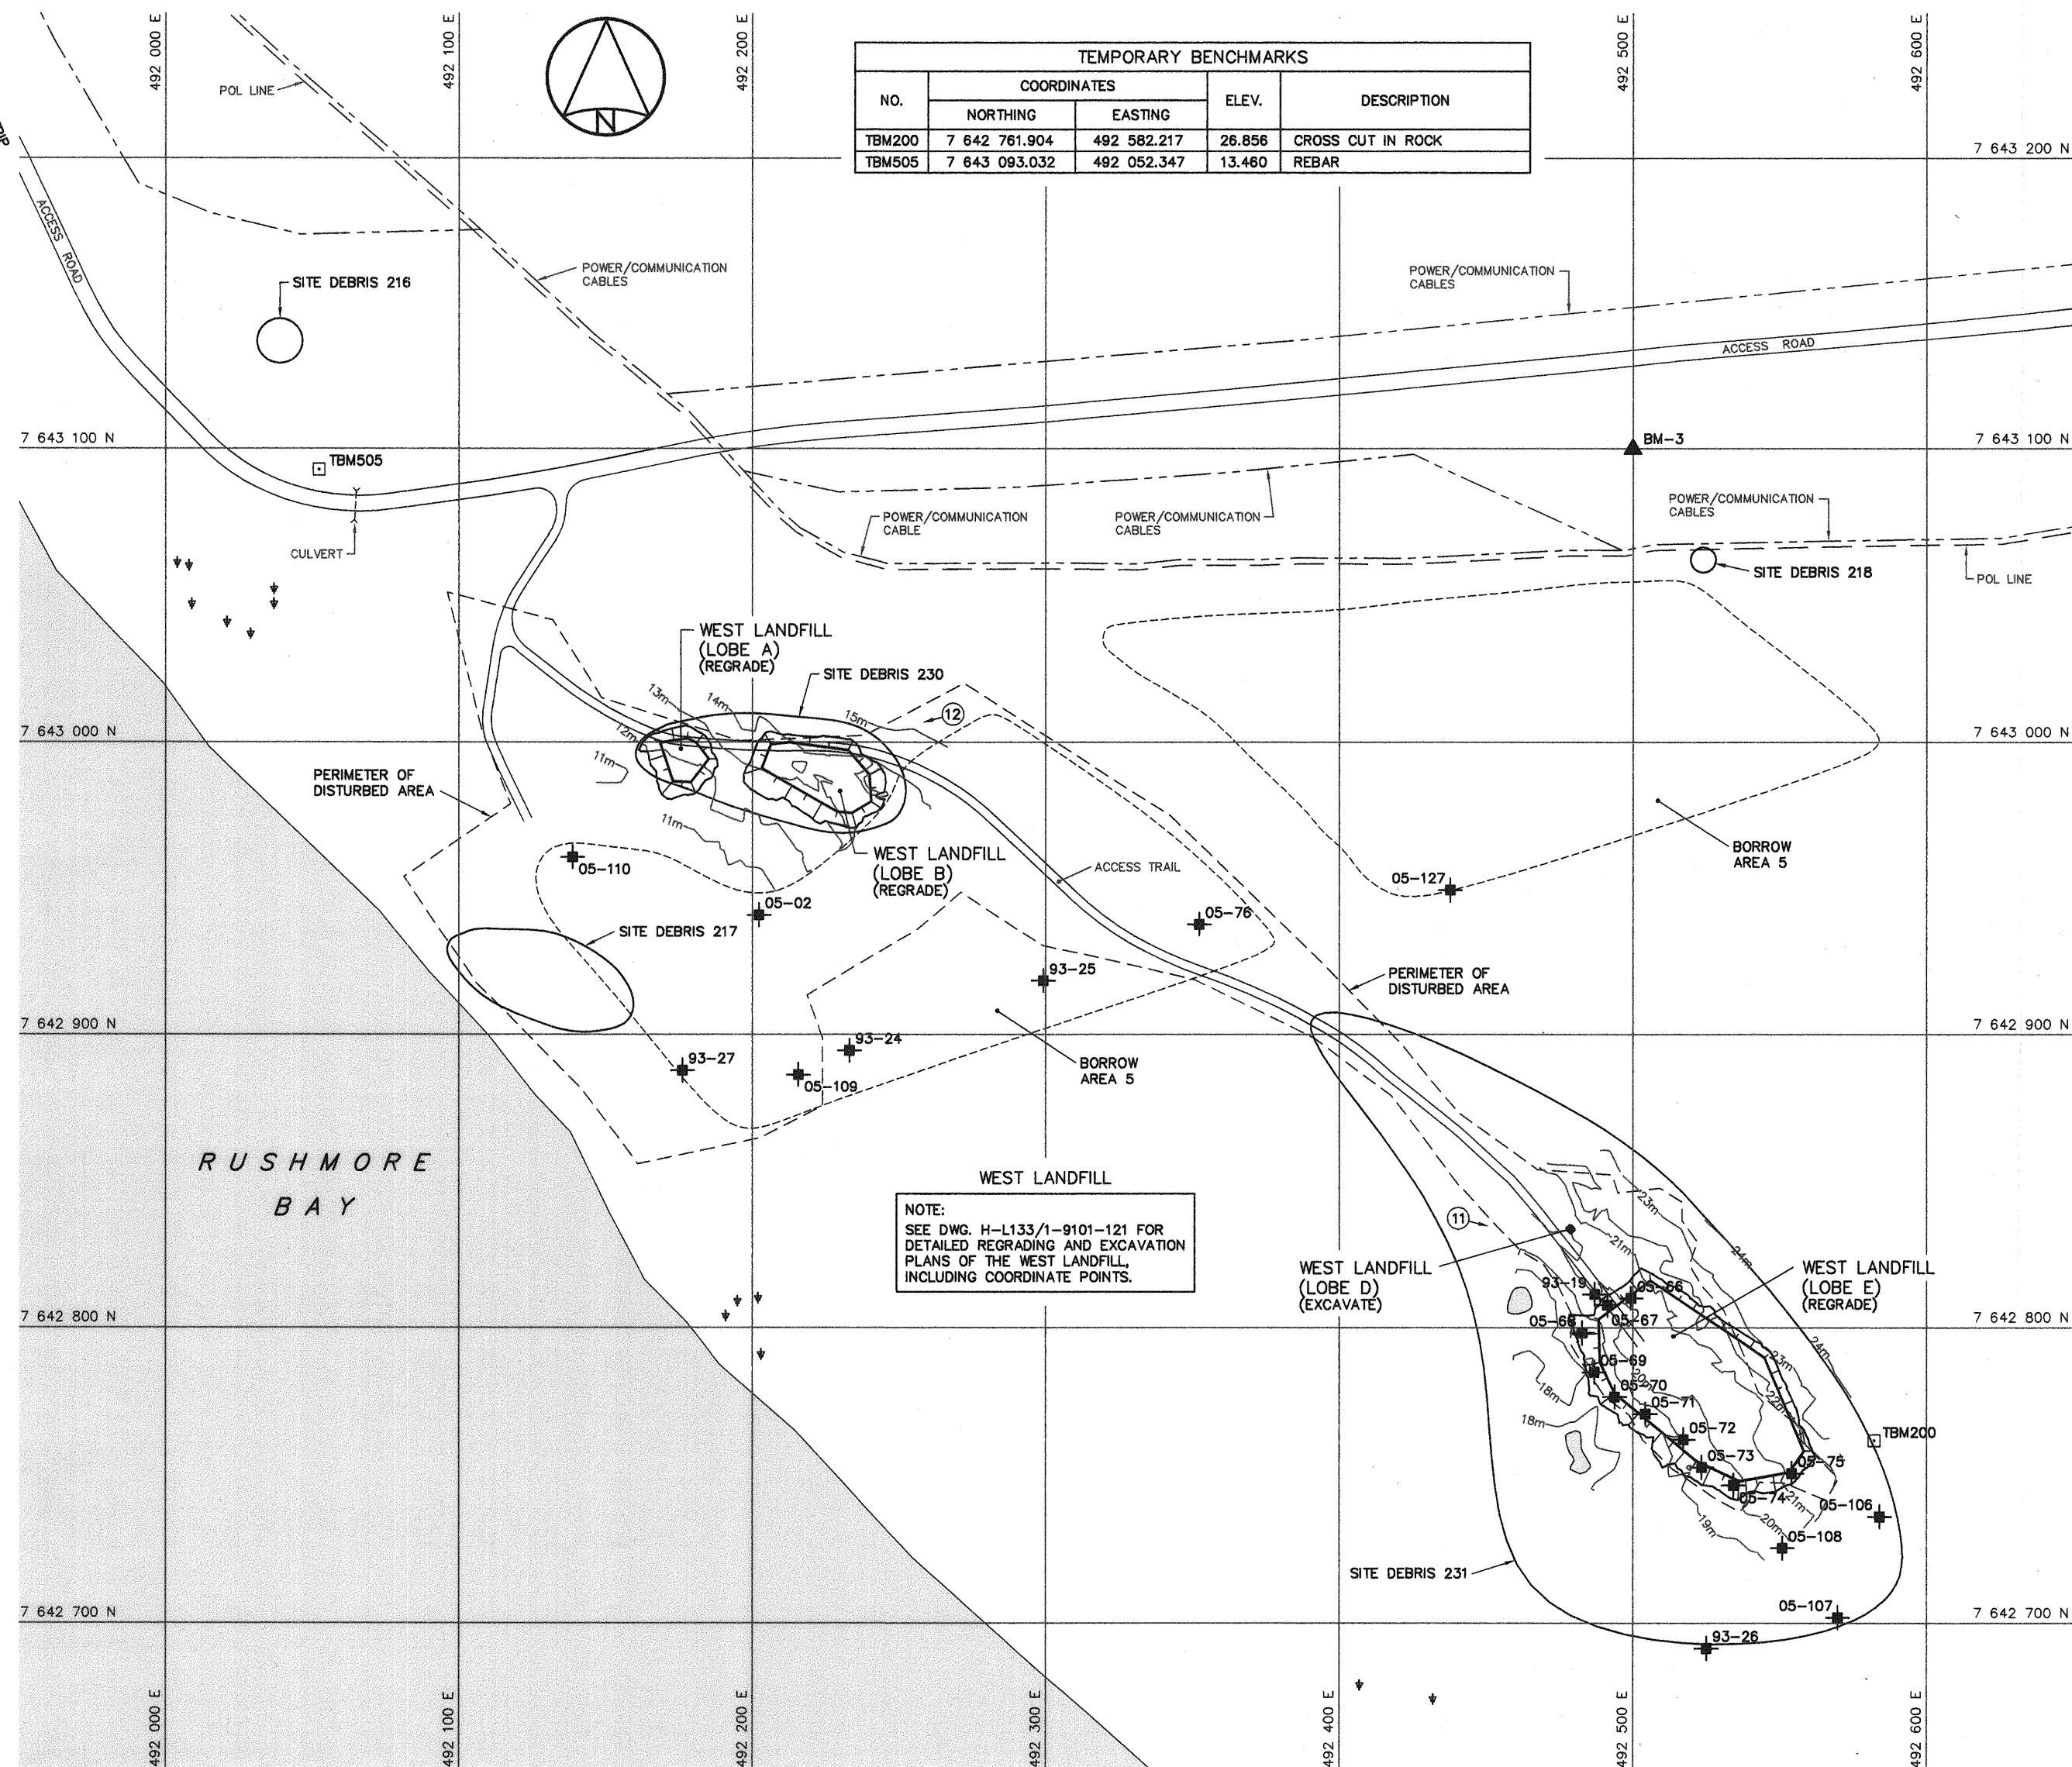 492 000 E
492 100 E
492 200 E
492 500 E
492 600 E
N
TEMPORARY BENCHMARKS
NO.
COORDINATES
ELEV.
DESCRIPTION
NORTHING
EASTING
TBM200 7 642 761.904 492 582.217 26.856 CROSS CUT IN ROCK
TBM505 7 643 093.032 492 052.347 13.460 REBAR
POL LINE
7 643 200 N
ACCESS ROAD
SITE DEBRIS 216
POWER/COMMUNICATION
CABLES
POWER/COMMUNICATION
CABLES
ACCESS ROAD
7 643 100 N
7 643 100 N
BM-3
TBM505
CULVERT
POWER/COMMUNICATION
CABLE
POWER/COMMUNICATION
CABLES
POWER/COMMUNICATION
CABLES
SITE DEBRIS 218
POL LINE
WEST LANDFILL
(LOBE A)
(REGRADE)
SITE DEBRIS 230
13m
14m
15m
12
12m
11m
11m
7 643 000 N
7 643 000 N
PERIMETER OF
DISTURBED AREA
WEST LANDFILL
(LOBE B)
(REGRADE)
ACCESS TRAIL
BORROW
AREA 5
05-110
05-02
05-76
05-127
SITE DEBRIS 217
93-25
PERIMETER OF
DISTURBED AREA
7 642 900 N
7 642 900 N
93-27
05-109
93-24
BORROW
AREA 5
RUSHMORE
BAY
WEST LANDFILL
NOTE:
SEE DWG. H-L133/1-9101-121 FOR
DETAILED REGRADING AND EXCAVATION
PLANS OF THE WEST LANDFILL,
INCLUDING COORDINATE POINTS.
11
23m
24m
21m
WEST LANDFILL
(LOBE D)
(EXCAVATE)
WEST LANDFILL
(LOBE E)
(REGRADE)
93-19
05-66
05-67
05-68
7 642 800 N
7 642 800 N
05-69
05-70
05-71
05-72
05-73
05-74
05-75
20m
18m
18m
23m
24m
22m
TBM200
21m
20m
19m
05-106
05-108
SITE DEBRIS 231
05-107
93-26
7 642 700 N
7 642 700 N
492 000 E
492 100 E
492 200 E
492 300 E
492 400 E
492 500 E
492 600 E